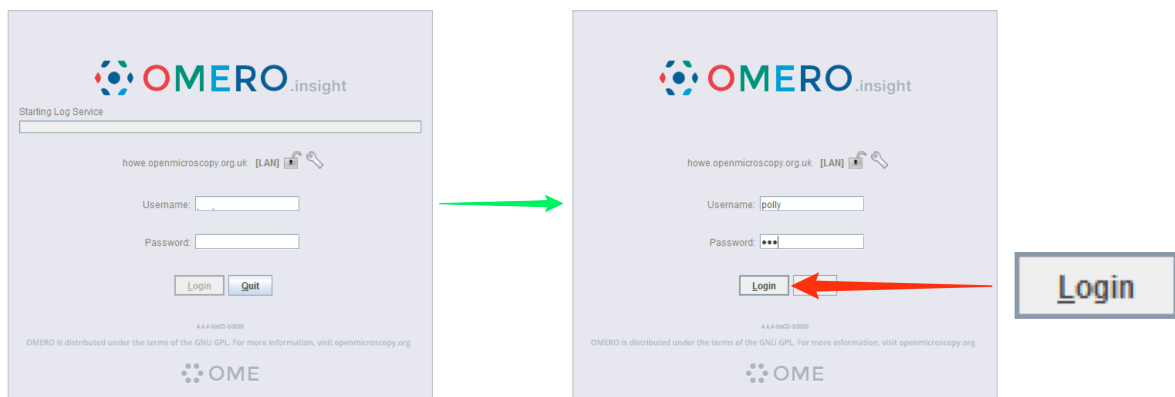 OMERO.insight
Starting Log Service
howe.openmicroscopy.org.uk [LAN]
Username:
Password:
Login Quit
OMERO is distributed under the terms of the GNU GPL. For more information, visit openmicroscopy.org
OME
OMERO.insight
howe.openmicroscopy.org.uk [LAN]
Username: polly
Password: •••
Login
OMERO is distributed under the terms of the GNU GPL. For more information, visit openmicroscopy.org
OME
Login